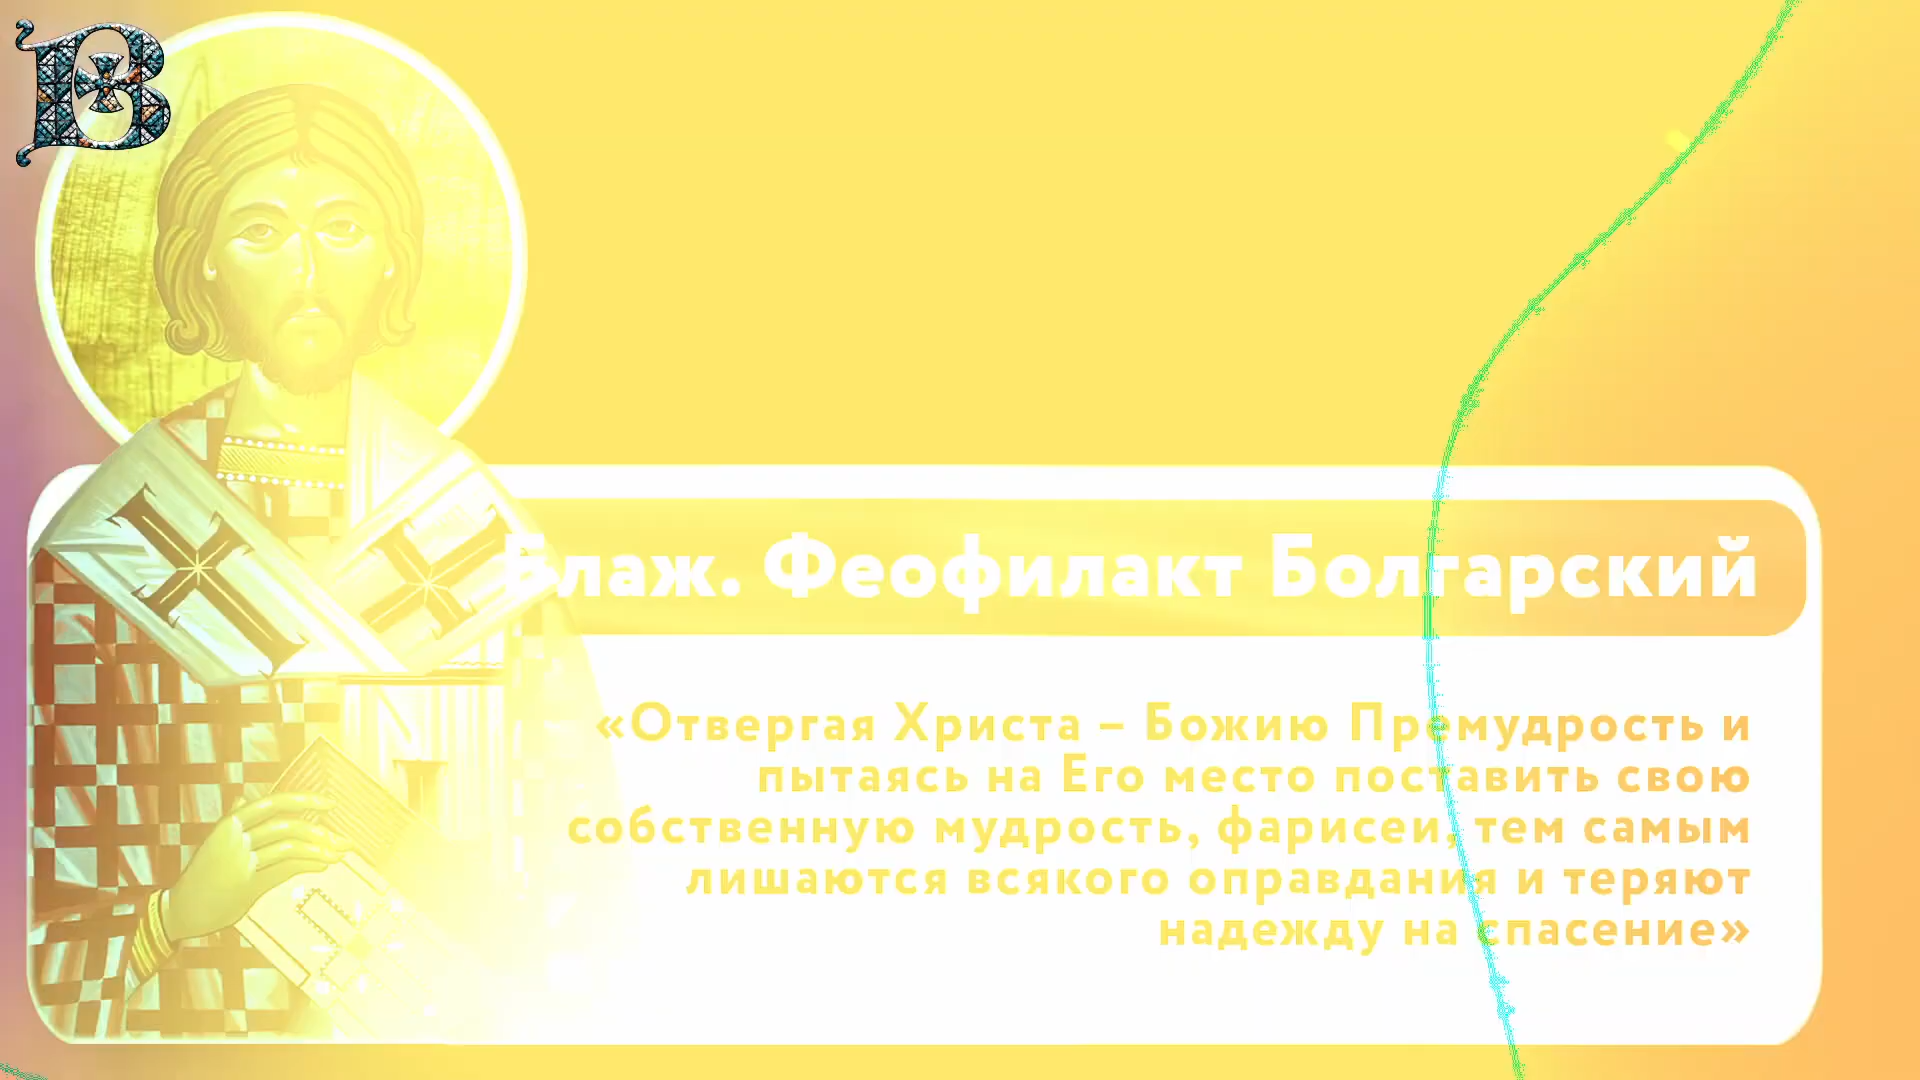 Блаж. Феофилакт Болгарский
«Отвергая Христа – Божию Премудрость и
пытаясь на Его место поставить свою
собственную мудрость, фарисеи, тем самым
лишаются всякого оправдания и теряют
надежду на спасение»